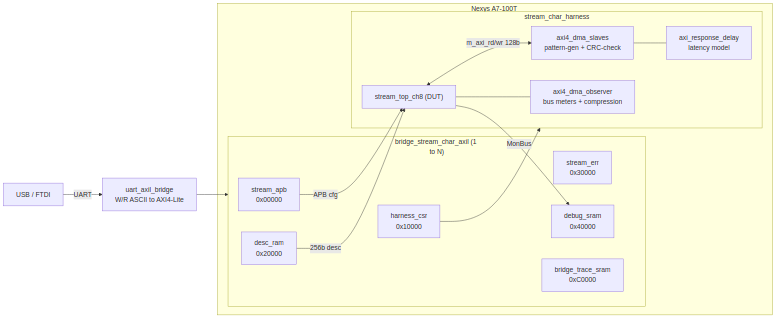 Nexys A7-100T
stream_char_harness
m_axi_rd/wr 128b
axi4_dma_slaves
pattern-gen + CRC-check
axi_response_delay
latency model
stream_top_ch8 (DUT)
axi4_dma_observer
bus meters + compression
bridge_stream_char_axil (1
to N)
MonBus
USB / FTDI
UART
uart_axil_bridge
W/R ASCII to AXI4-Lite
stream_apb
0x00000
APB cfg
stream_err
0x30000
harness_csr
0x10000
debug_sram
0x40000
desc_ram
0x20000
256b desc
bridge_trace_sram
0xC0000